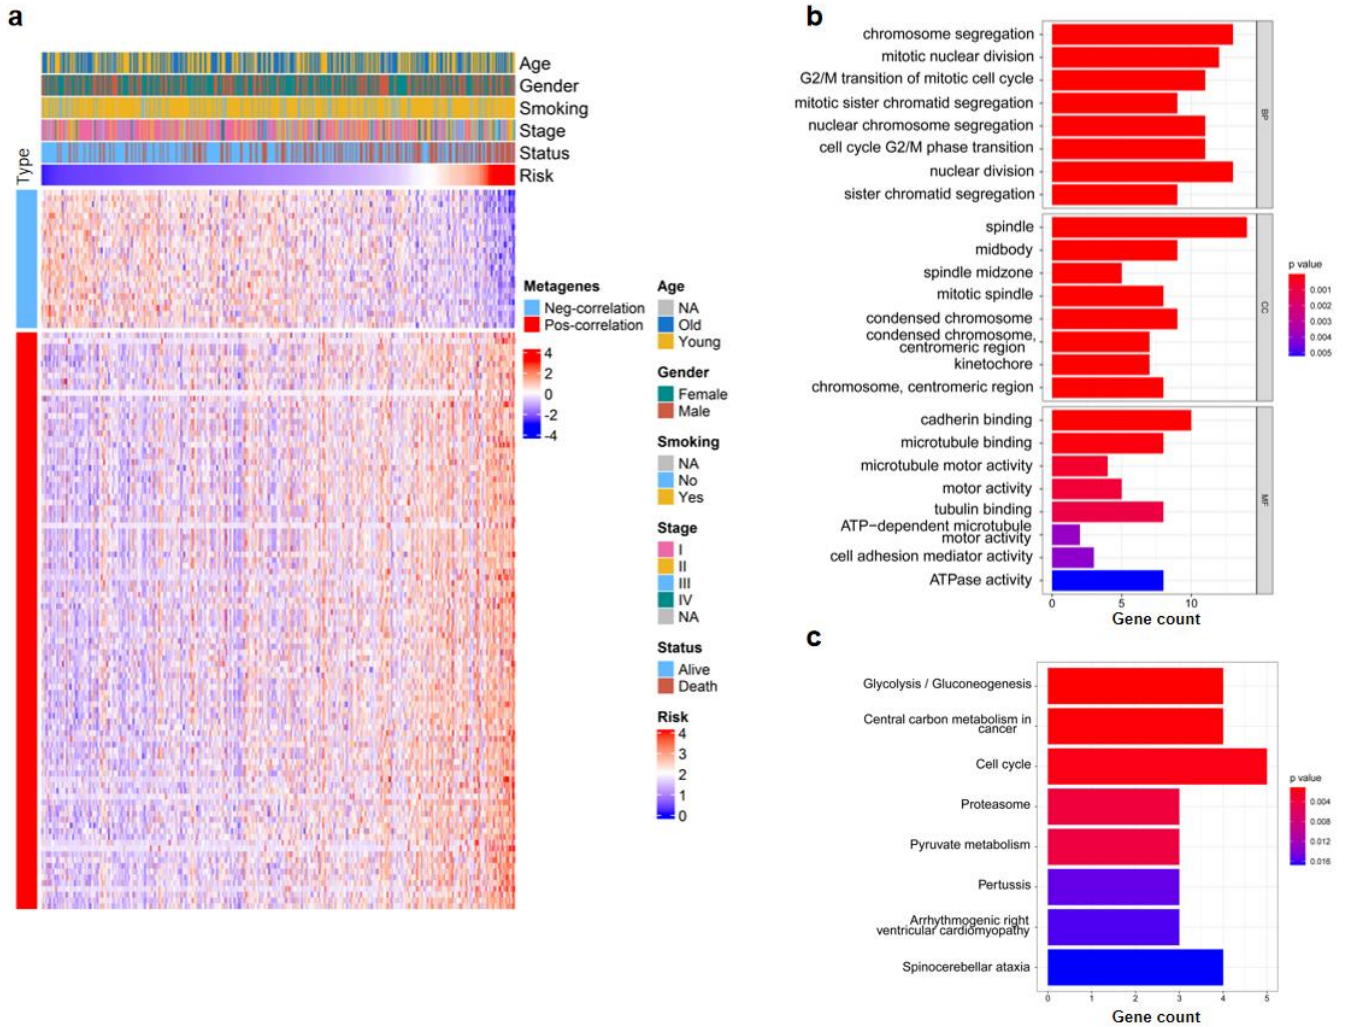 a
Age
Gender
Smoking
Stage
Status
Risk
Type
Metagenes
Neg-correlation
Pos-correlation
4
2
0
-2
-4
Age
NA
Old
Young
Gender
Female
Male
Smoking
NA
No
Yes
Stage
I
II
III
IV
NA
Status
Alive
Death
Risk
4
3
2
1
0
b
chromosome segregation
mitotic nuclear division
G2/M transition of mitotic cell cycle
mitotic sister chromatid segregation
nuclear chromosome segregation
cell cycle G2/M phase transition
nuclear division
sister chromatid segregation
BP
spindle
midbody
spindle midzone
mitotic spindle
condensed chromosome
condensed chromosome,
centromeric region
kinetochore
chromosome, centromeric region
CC
cadherin binding
microtubule binding
microtubule motor activity
motor activity
tubulin binding
ATP−dependent microtubule
motor activity
cell adhesion mediator activity
ATPase activity
MF
0 5 10
Gene count
p value
0.001
0.002
0.003
0.004
0.005
c
Glycolysis / Gluconeogenesis
Central carbon metabolism in
cancer
Cell cycle
Proteasome
Pyruvate metabolism
Pertussis
Arrhythmogenic right
ventricular cardiomyopathy
Spinocerebellar ataxia
0 1 2 3 4 5
Gene count
p value
0.004
0.008
0.012
0.016